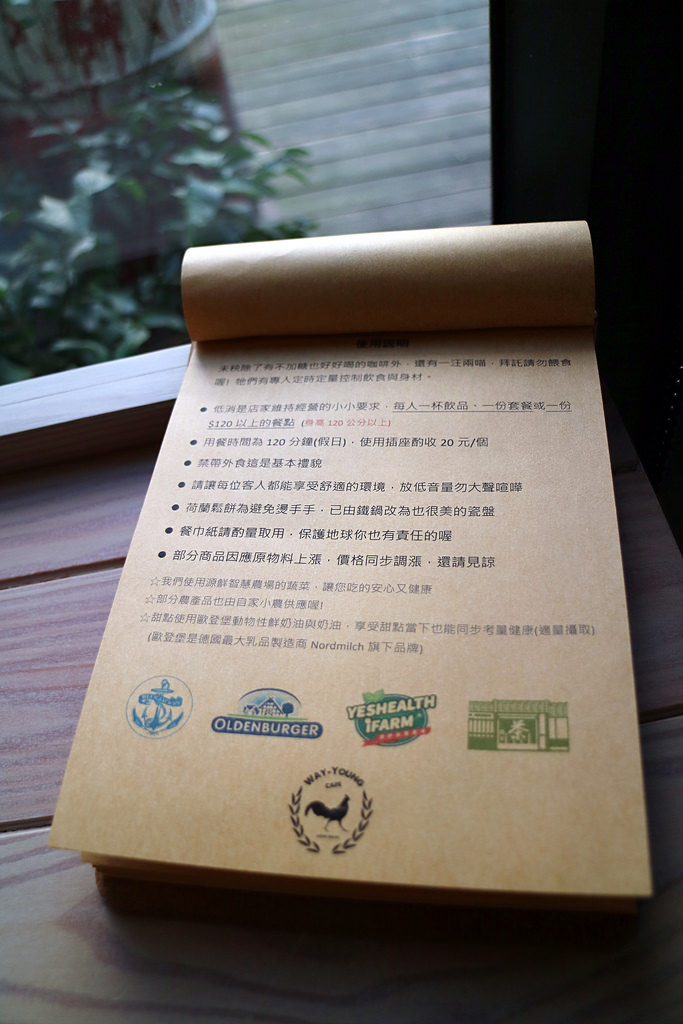 使用說明
末秧除了有不加糖也好好喝的咖啡外，還有一汪兩喵，拜託請勿餵食
喔! 牠們有專人定時定量控制飲食與身材。
● 低消是店家維持經營的小小要求，每人一杯飲品、一份套餐或一份
$120 以上的餐點 (身高 120 公分以上)
● 用餐時間為 120 分鐘(假日)，使用插座酌收 20 元/個
● 禁帶外食這是基本禮貌
● 請讓每位客人都能享受舒適的環境，放低音量勿大聲喧嘩
● 荷蘭鬆餅為避免燙手手，已由鐵鍋改為也很美的瓷盤
● 餐巾紙請酌量取用，保護地球你也有責任的喔
● 部分商品因應原物料上漲，價格同步調漲，還請見諒
☆我們使用源鮮智慧農場的蔬菜，讓您吃的安心又健康
☆部分農產品也由自家小農供應喔!
☆甜點使用歐登堡動物性鮮奶油與奶油，享受甜點當下也能同步考量健康(適量攝取)
(歐登堡是德國最大乳品製造商 Nordmilch 旗下品牌)
OLDENBURGER
YESHEALTH
iFARM
茶
WAY-YOUNG
CAFE